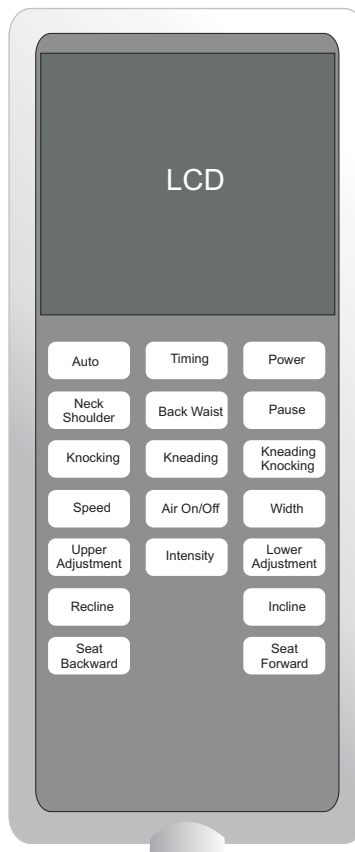 LCD
Auto
Timing
Power
Neck
Shoulder
Back Waist
Pause
Knocking
Kneading
Kneading
Knocking
Speed
Air On/Off
Width
Upper
Adjustment
Intensity
Lower
Adjustment
Recline
Incline
Seat
Backward
Seat
Forward